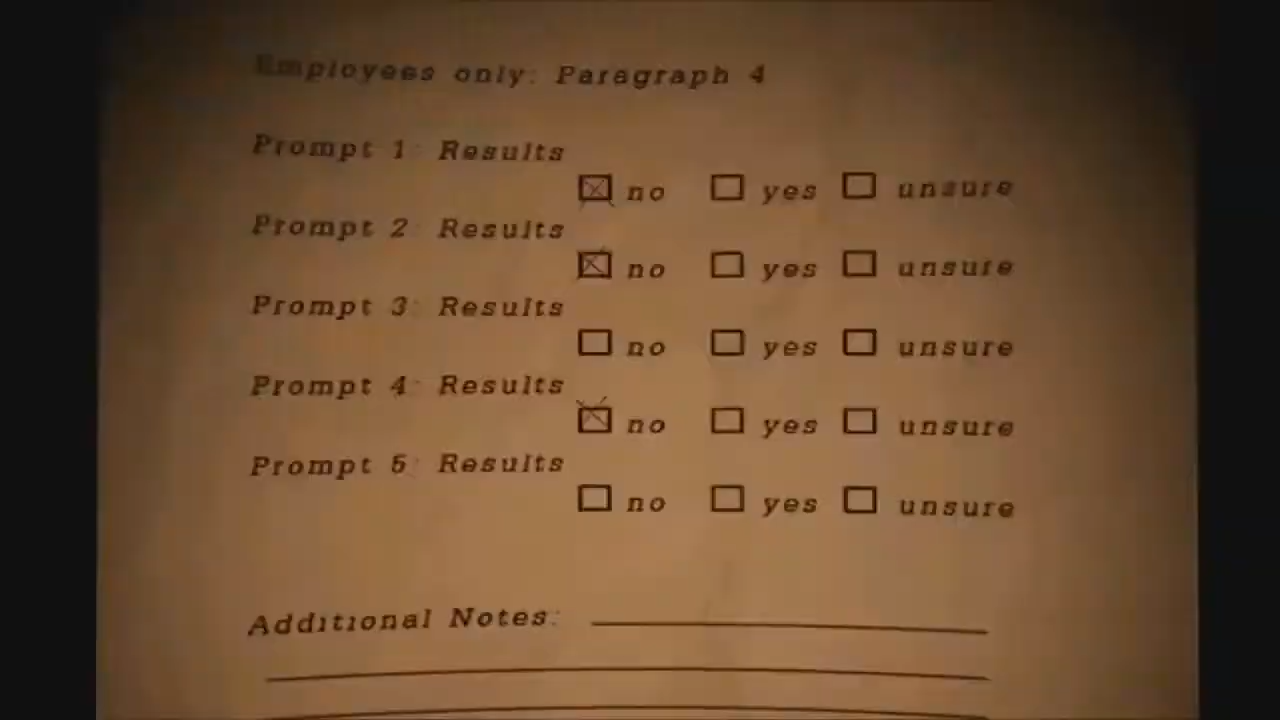 Employees only: Paragraph 4
Prompt 1: Results
☒ no ☐ yes ☐ unsure
Prompt 2: Results
☒ no ☐ yes ☐ unsure
Prompt 3: Results
☐ no ☐ yes ☐ unsure
Prompt 4: Results
☒ no ☐ yes ☐ unsure
Prompt 5: Results
☐ no ☐ yes ☐ unsure
Additional Notes: